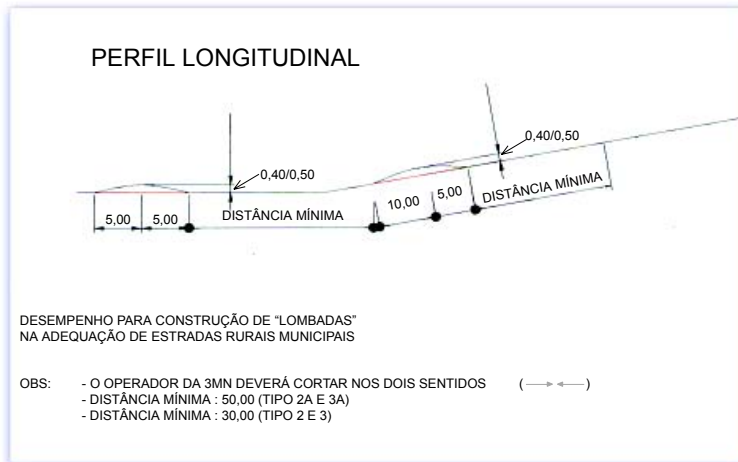 PERFIL LONGITUDINAL
0,40/0,50
0,40/0,50
5,00
5,00
DISTÂNCIA MÍNIMA
10,00
5,00
DISTÂNCIA MÍNIMA
DESEMPENHO PARA CONSTRUÇÃO DE “LOMBADAS”
NA ADEQUAÇÃO DE ESTRADAS RURAIS MUNICIPAIS
OBS: - O OPERADOR DA 3MN DEVERÁ CORTAR NOS DOIS SENTIDOS ( )
- DISTÂNCIA MÍNIMA : 50,00 (TIPO 2A E 3A)
- DISTÂNCIA MÍNIMA : 30,00 (TIPO 2 E 3)